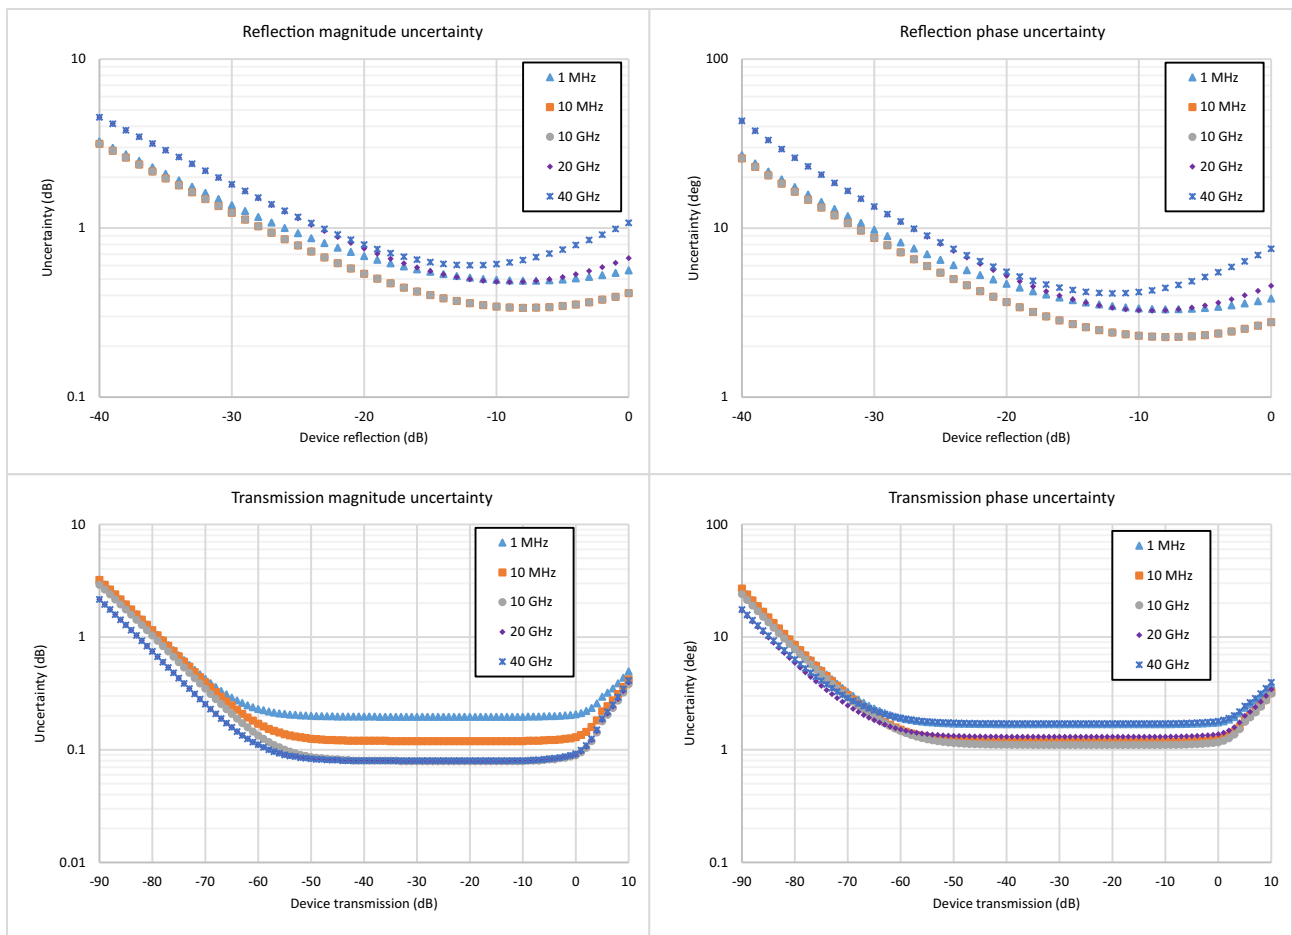 Reflection magnitude uncertainty
10
1
0.1
Uncertainty (dB)
1 MHz
10 MHz
10 GHz
20 GHz
40 GHz
-40
-30
-20
-10
0
Device reflection (dB)
Reflection phase uncertainty
100
10
1
Uncertainty (deg)
1 MHz
10 MHz
10 GHz
20 GHz
40 GHz
-40
-30
-20
-10
0
Device reflection (dB)
Transmission magnitude uncertainty
10
1
0.1
0.01
Uncertainty (dB)
1 MHz
10 MHz
10 GHz
20 GHz
40 GHz
-90
-80
-70
-60
-50
-40
-30
-20
-10
0
10
Device transmission (dB)
Transmission phase uncertainty
100
10
1
0.1
Uncertainty (deg)
1 MHz
10 MHz
10 GHz
20 GHz
40 GHz
-90
-80
-70
-60
-50
-40
-30
-20
-10
0
10
Device transmission (dB)